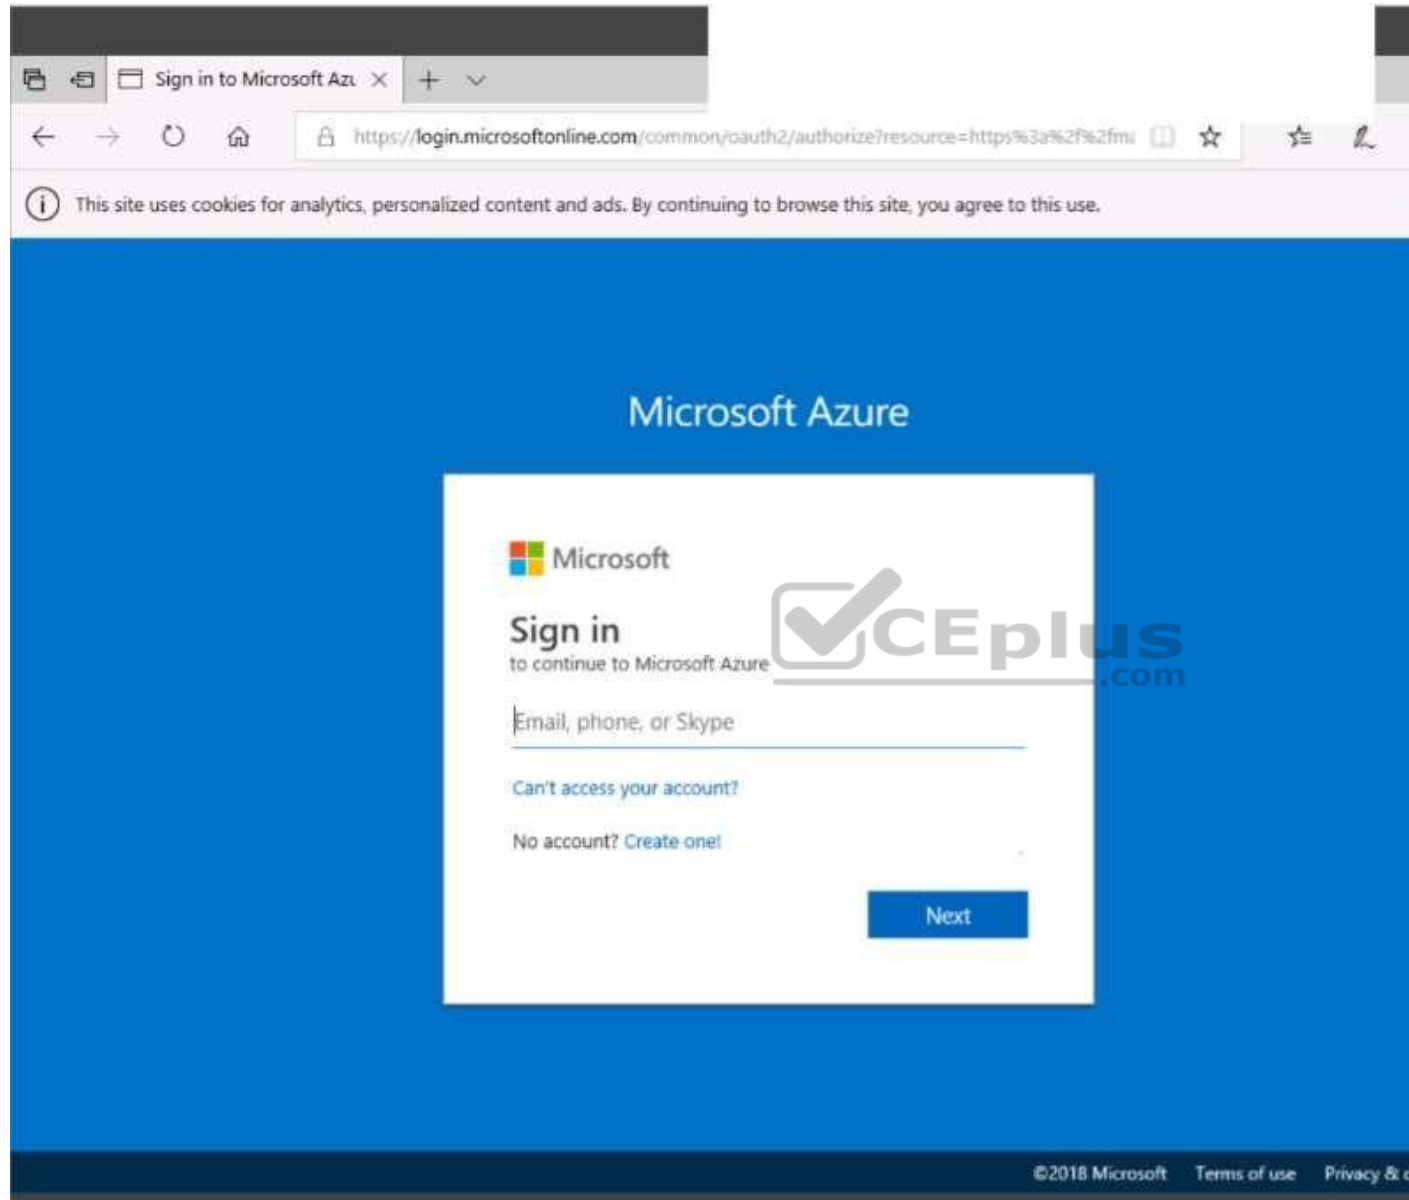 Sign in to Microsoft Azu
https://login.microsoftonline.com/common/oauth2/authorize?resource=https%3a%2f%2fma
This site uses cookies for analytics, personalized content and ads. By continuing to browse this site, you agree to this use.
Microsoft Azure
Microsoft
Sign in
to continue to Microsoft Azure
CEplus
.com
Email, phone, or Skype
Can't access your account?
No account? Create one!
Next
©2018 Microsoft Terms of use Privacy &